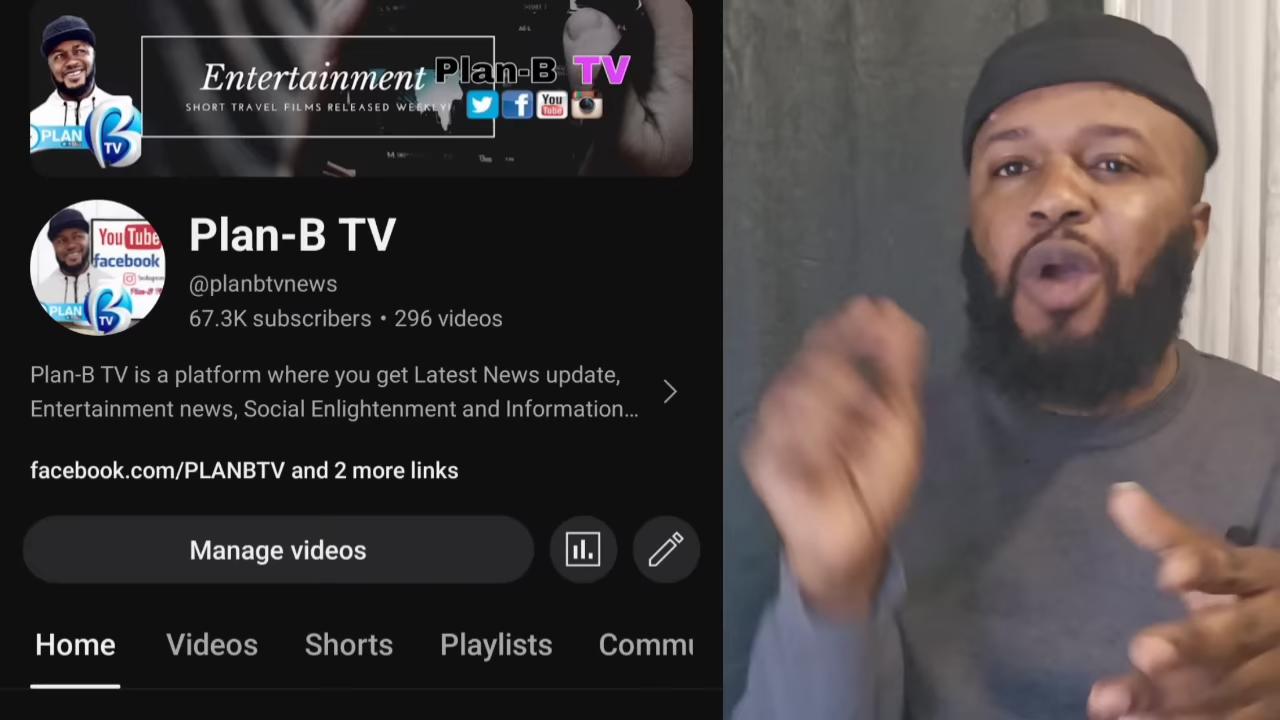 Entertainment
SHORT TRAVEL FILMS RELEASED WEEKLY
Plan-B TV
You
Tube
PLAN B
TV
YouTube
facebook
PLAN B
TV
Plan-B TV
@planbtvnews
67.3K subscribers • 296 videos
Plan-B TV is a platform where you get Latest News update,
Entertainment news, Social Enlightenment and Information...
facebook.com/PLANBTV and 2 more links
Manage videos
Home Videos Shorts Playlists Commu